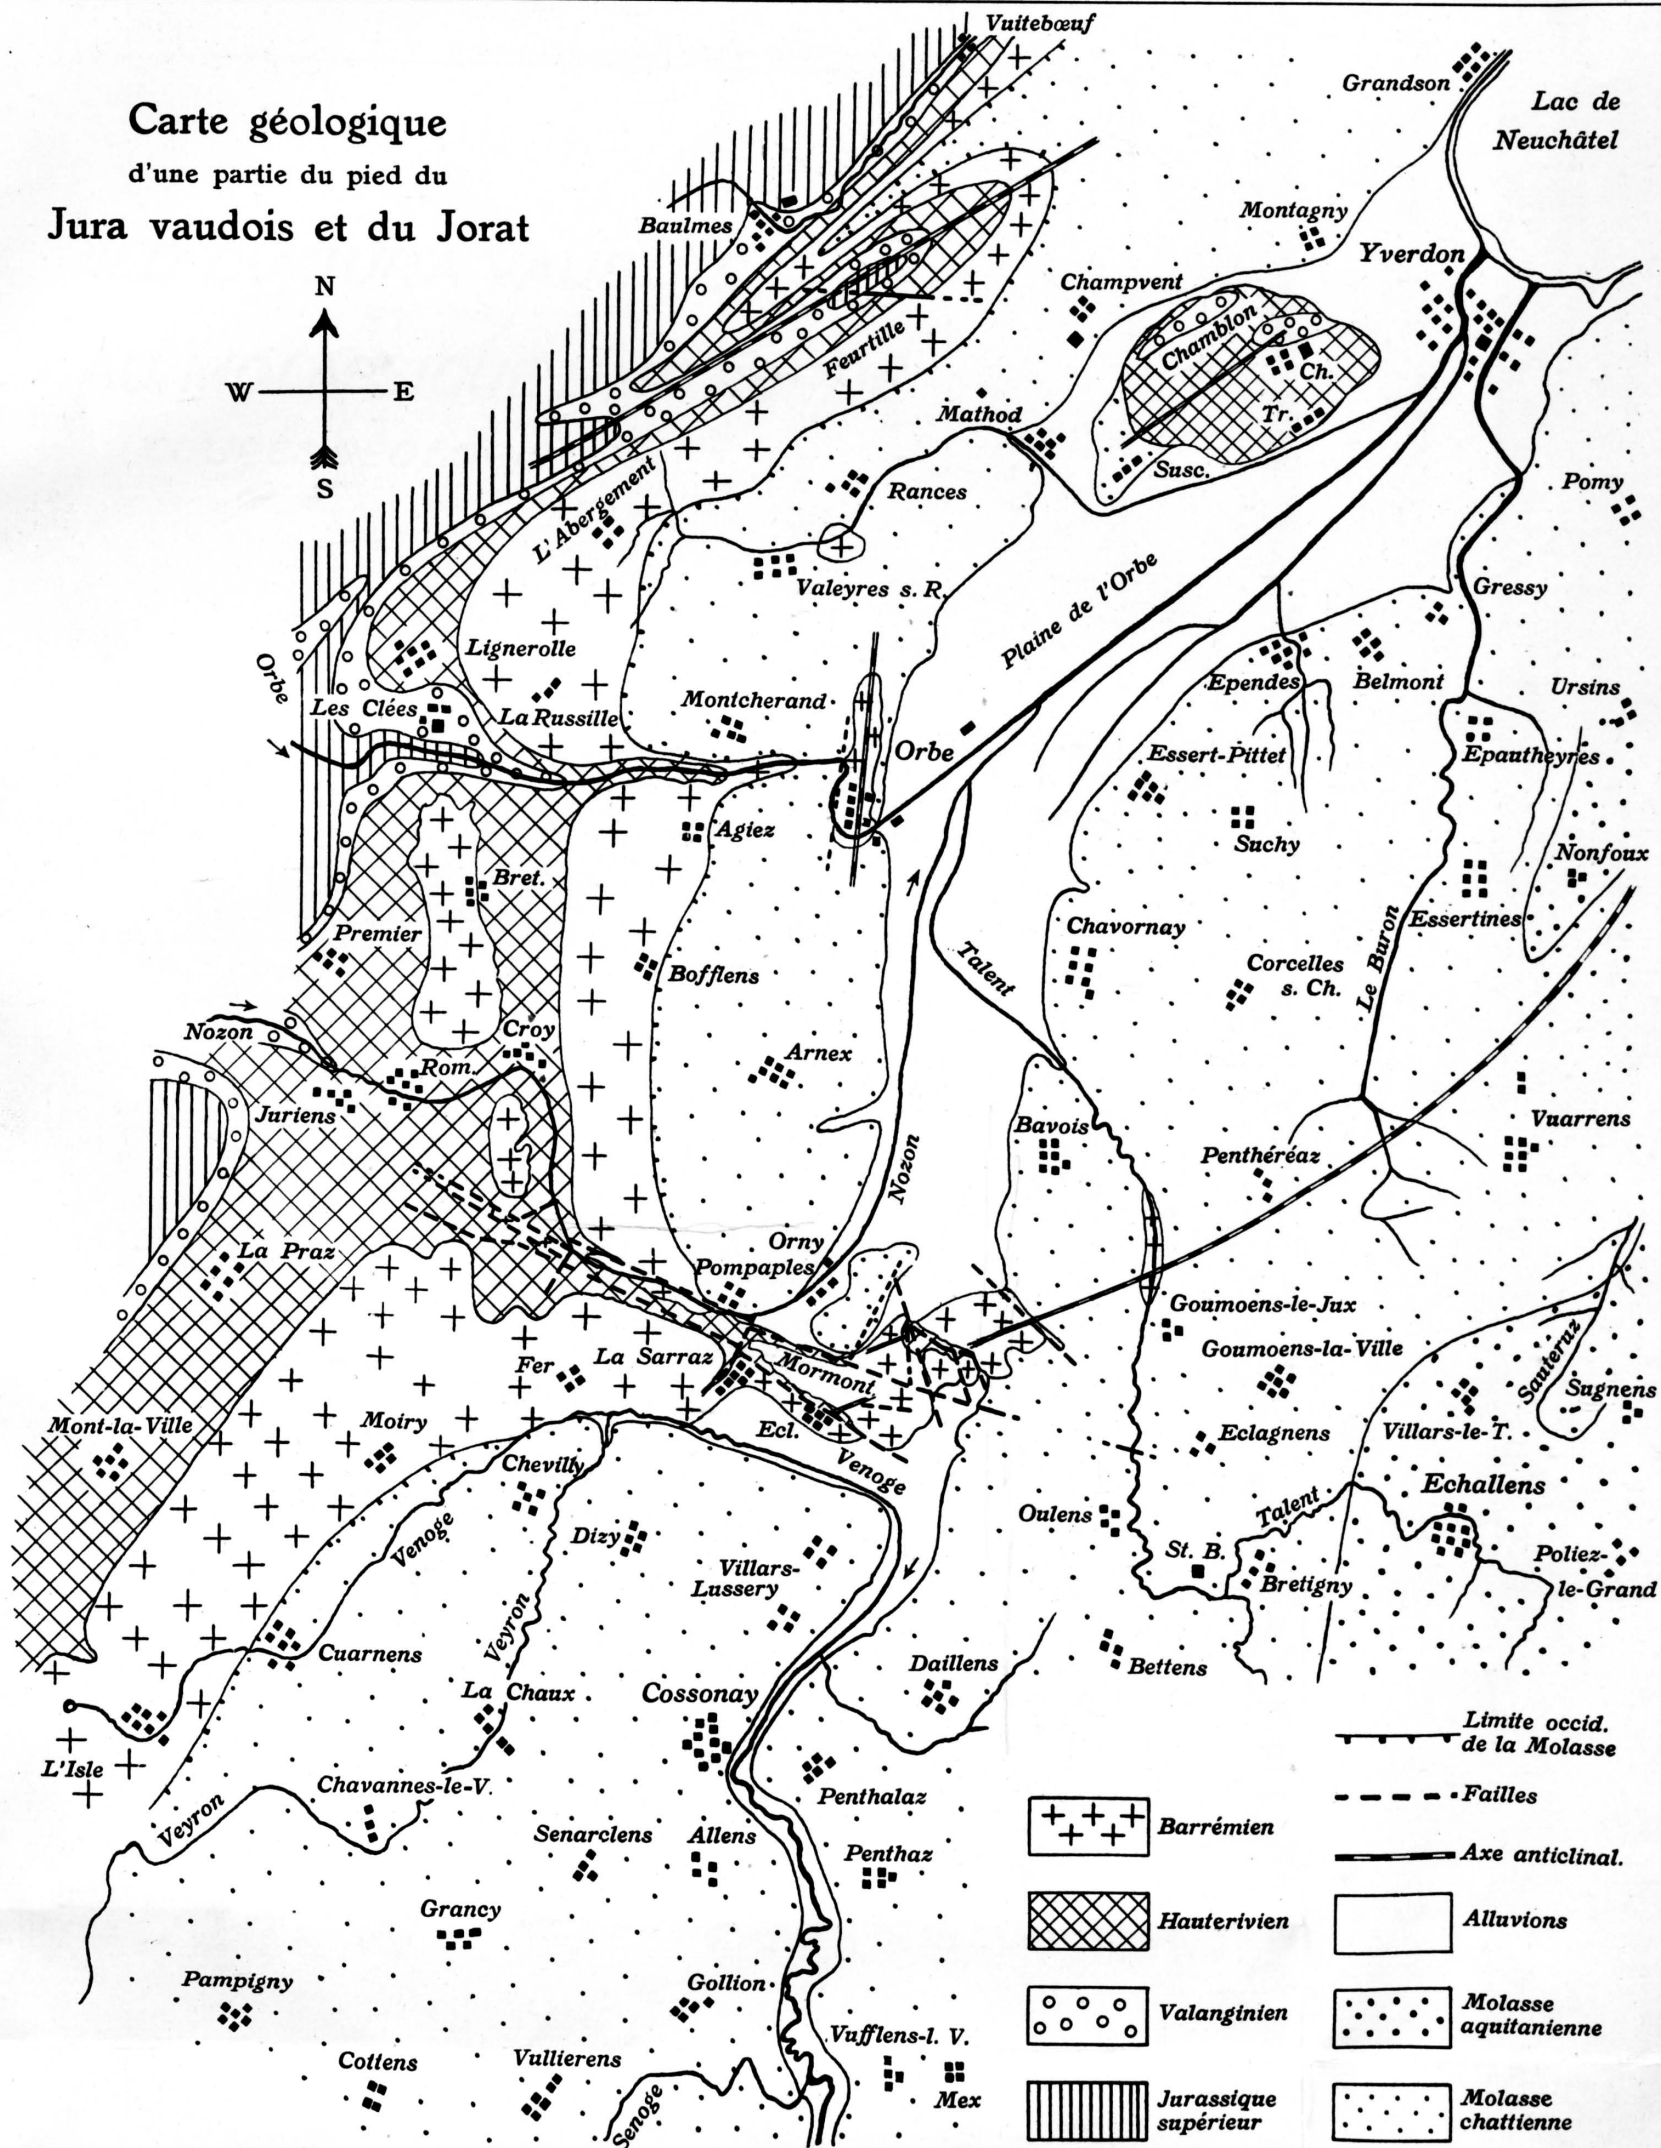 Carte géologique
d'une partie du pied du
Jura vaudois et du Jorat
N
W
E
S
Vuitebœuf
Grandson
Lac de
Neuchâtel
Baulmes
Montagny
Yverdon
Champvent
Feurtille
Chamblon
Ch.
Tr.
Susc.
Mathod
Rances
L'Abergement
Pomy
Valeyres s. R.
Plaine de l'Orbe
Gressy
Orbe
Lignerolle
Les Clées
La Russille
Montcherand
Orbe
Ependes
Belmont
Ursins
Essert-Pittet
Epautheyres
Agiez
Suchy
Nonfoux
Bret.
Premier
Essertines
Chavornay
Le Buron
Talent
Bofflens
Corcelles
s. Ch.
Nozon
Croy
Rom.
Arnex
Juriens
Bavois
Vuarrens
Nozon
Penthéréaz
La Praz
Orny
Pompaples
Goumoens-le-Jux
Goumoens-la-Ville
Fer
La Sarraz
Mormont
Sauteruz
Sugnens
Mont-la-Ville
Moiry
Ecl.
Eclagnens
Villars-le-T.
Chevilly
Venoge
Echallens
Venoge
Dizy
Oulens
Talent
Villars-
Lussery
St. B.
Bretigny
Poliez-
le-Grand
Veyron
Cuarnens
Daillens
Bettens
La Chaux
Cossonay
L'Isle
Chavannes-le-V.
Veyron
Penthalaz
Senarclens
Allens
Penthaz
Grancy
Pampigny
Gollion
Vufflens-l. V.
Cottens
Vullierens
Senoge
Mex
Limite occid.
de la Molasse
Failles
Axe anticlinal.
Barrémien
Hauterivien
Valanginien
Jurassique
supérieur
Alluvions
Molasse
aquitanienne
Molasse
chattienne